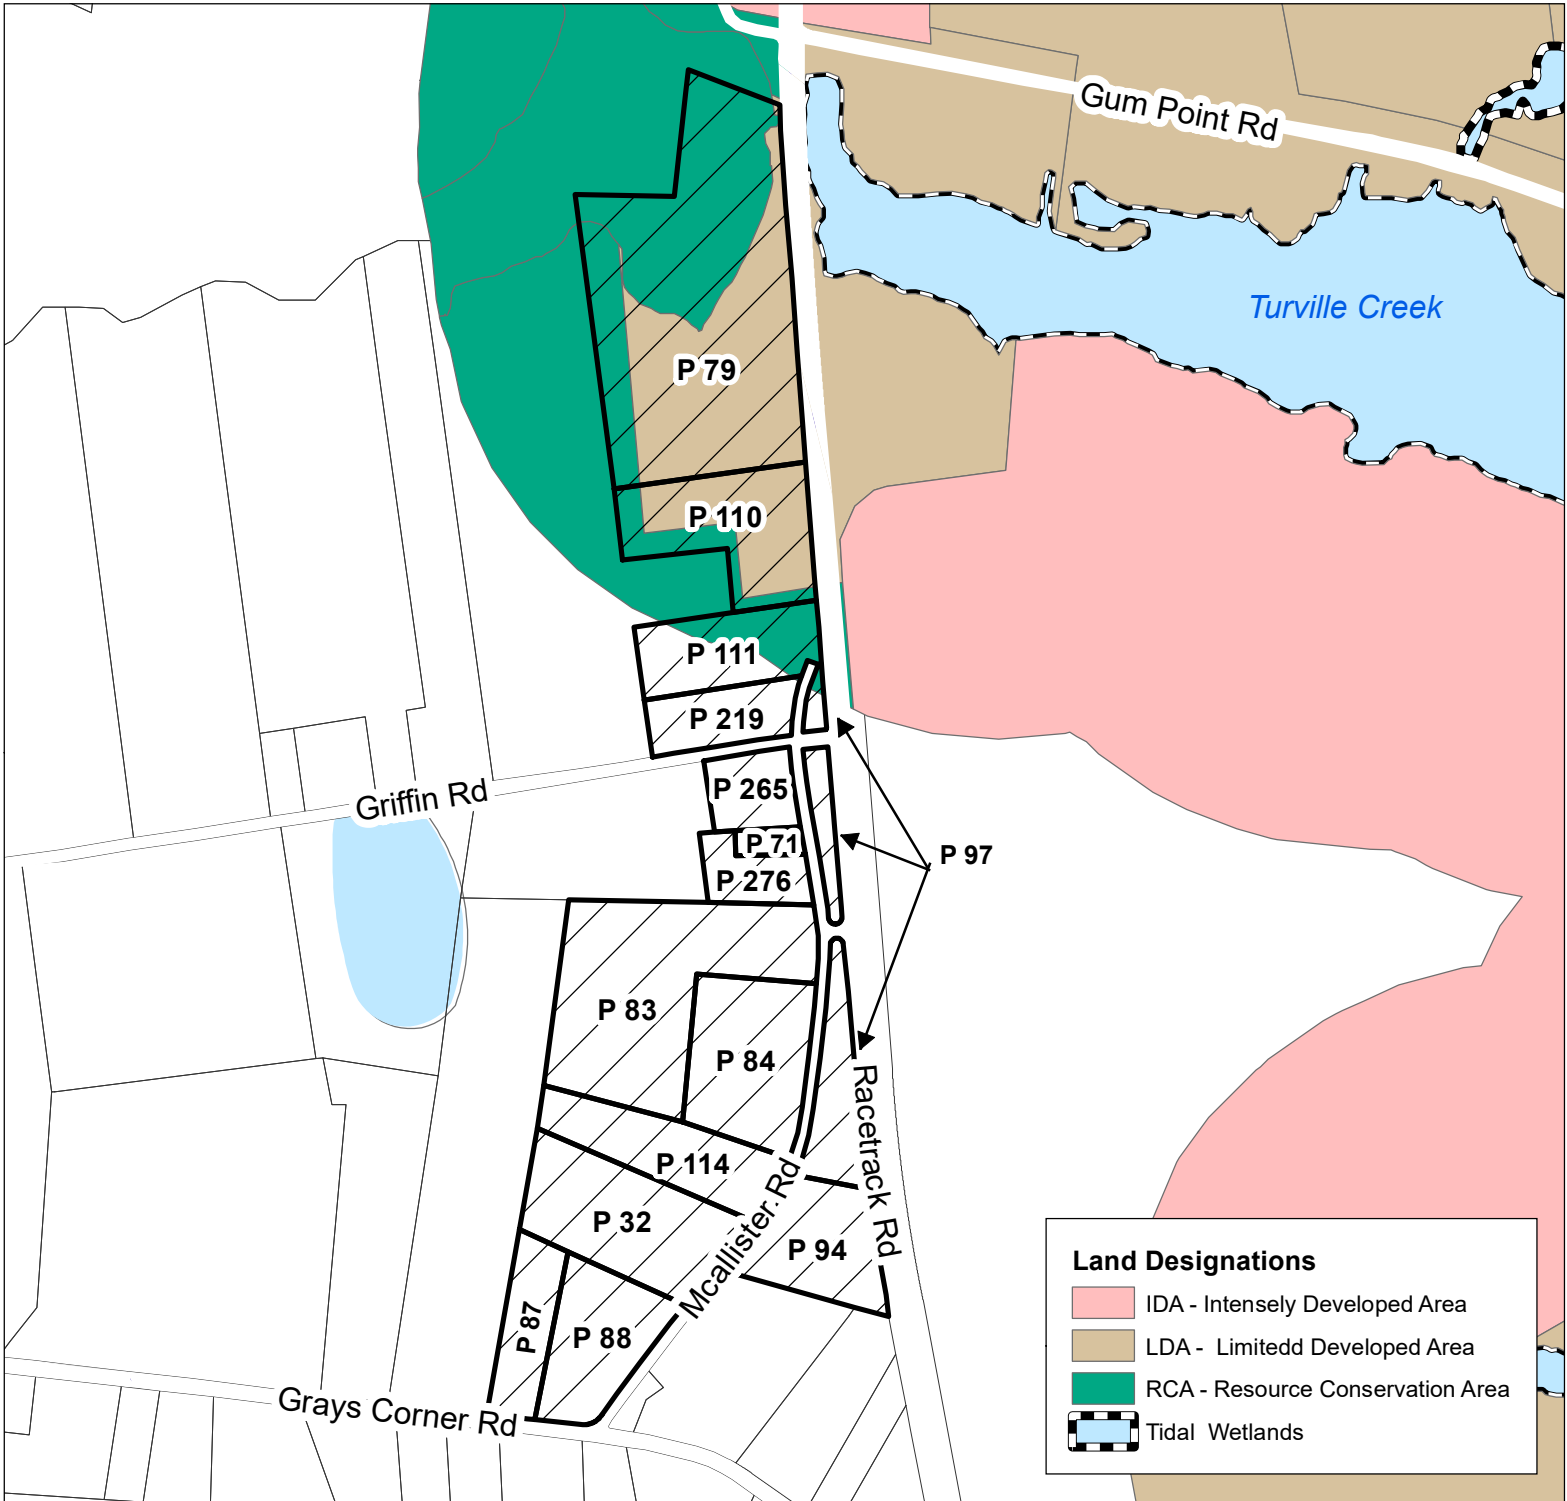 Gum Point Rd
Turville Creek
P 79
P 110
P 111
P 219
Griffin Rd
P 265
P 71
P 276
P 97
P 83
P 84
Racetrack Rd
P 114
Mcallister Rd
P 32
P 94
P 87
P 88
Grays Corner Rd
Land Designations
IDA - Intensely Developed Area
LDA - Limitedd Developed Area
RCA - Resource Conservation Area
Tidal Wetlands